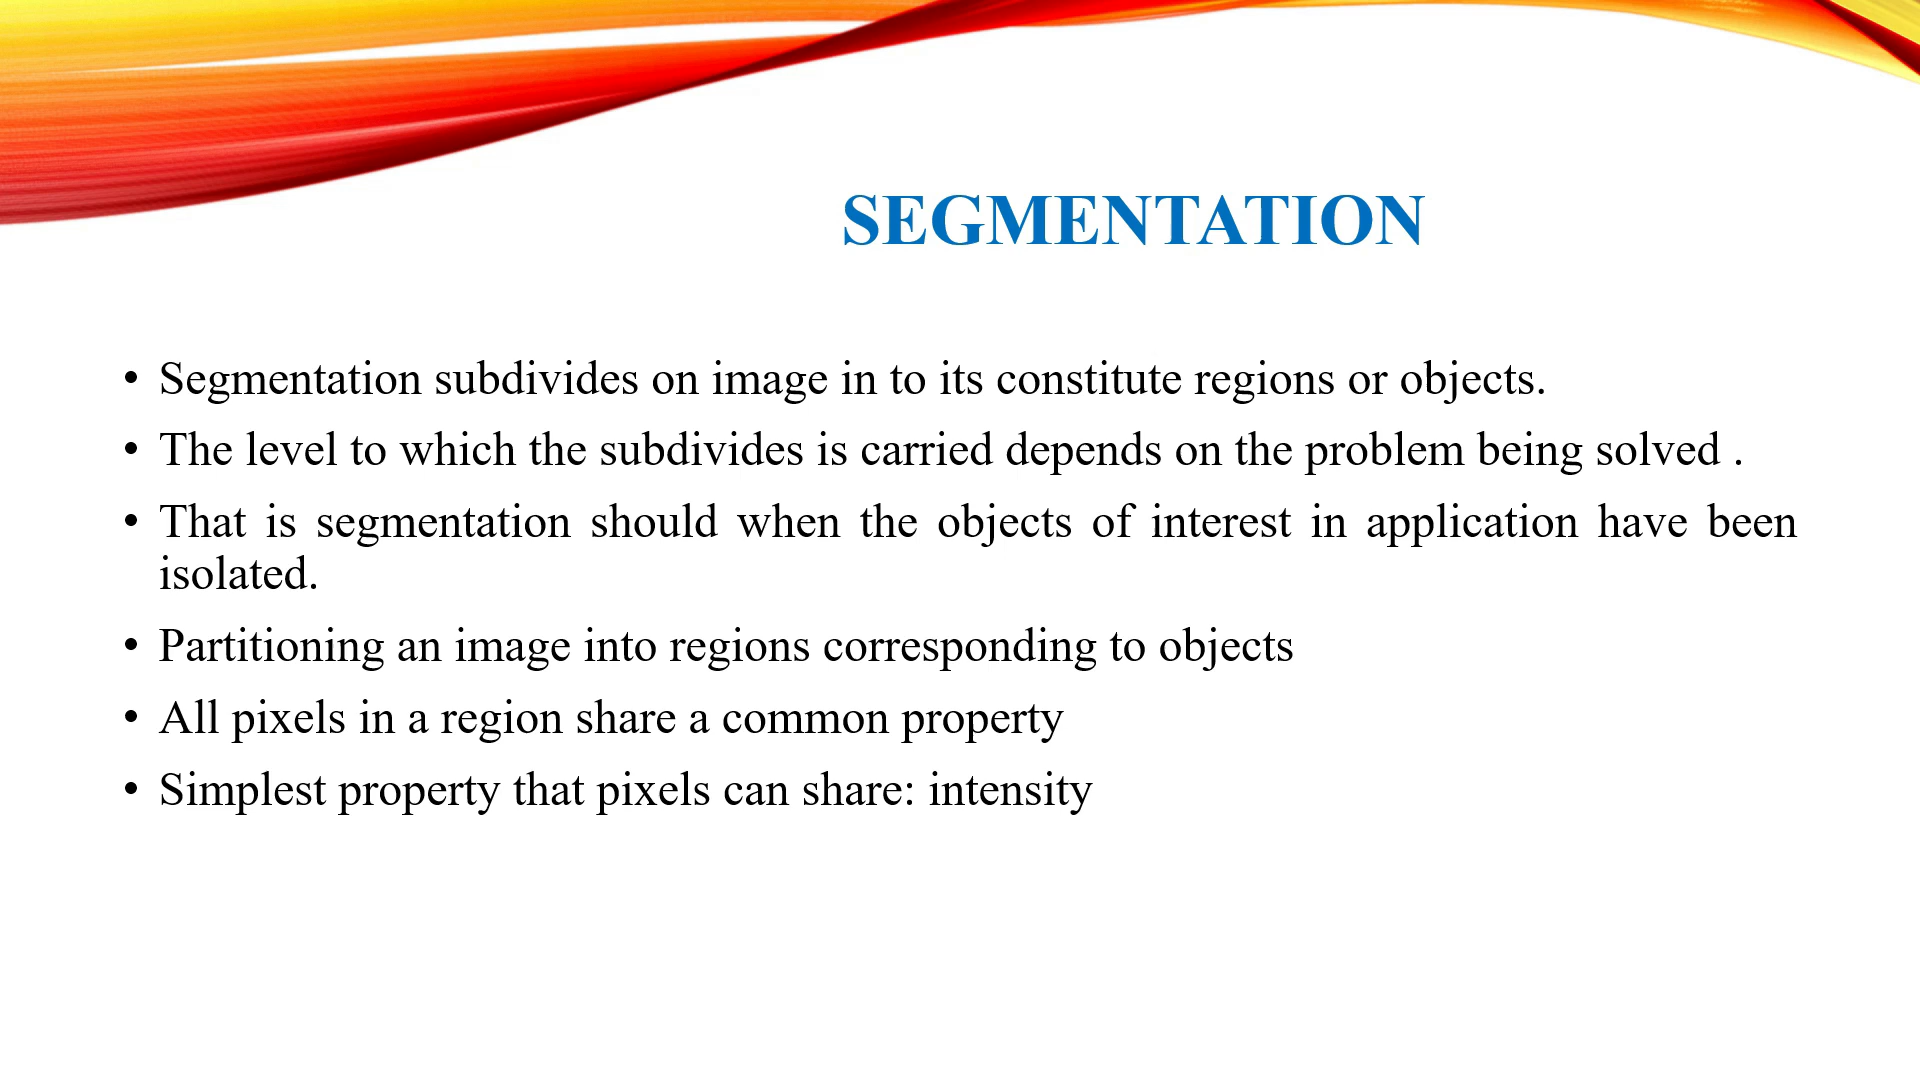 SEGMENTATION
• Segmentation subdivides on image in to its constitute regions or objects.
• The level to which the subdivides is carried depends on the problem being solved .
• That is segmentation should when the objects of interest in application have been
isolated.
• Partitioning an image into regions corresponding to objects
• All pixels in a region share a common property
• Simplest property that pixels can share: intensity